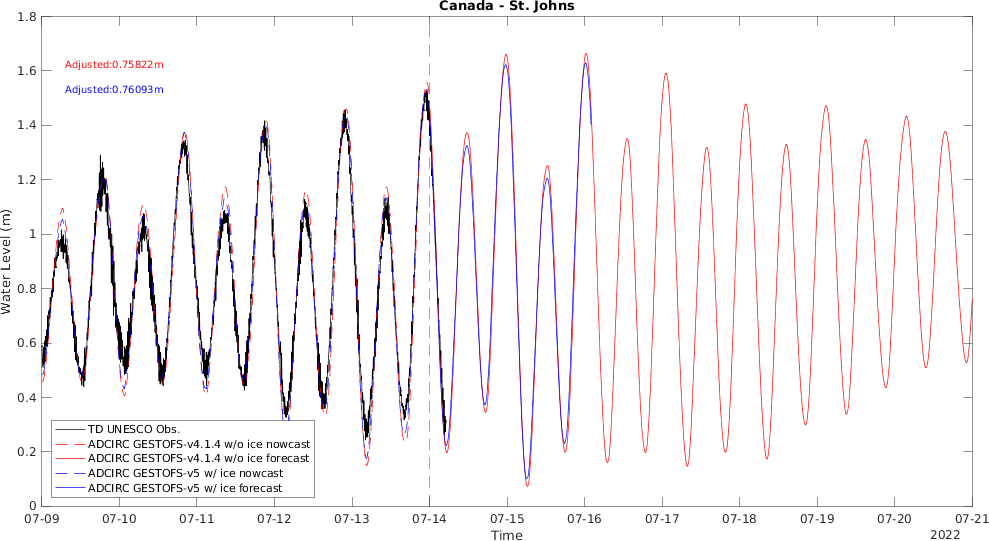 Canada - St. Johns
1.8
1.6
1.4
1.2
1
0.8
0.6
0.4
0.2
0
Water Level (m)
Adjusted:0.75822m
Adjusted:0.76093m
TD UNESCO Obs.
ADCIRC GESTOFS-v4.1.4 w/o ice nowcast
ADCIRC GESTOFS-v4.1.4 w/o ice forecast
ADCIRC GESTOFS-v5 w/ ice nowcast
ADCIRC GESTOFS-v5 w/ ice forecast
07-09 07-10 07-11 07-12 07-13 07-14 07-15 07-16 07-17 07-18 07-19 07-20 07-21
Time
2022